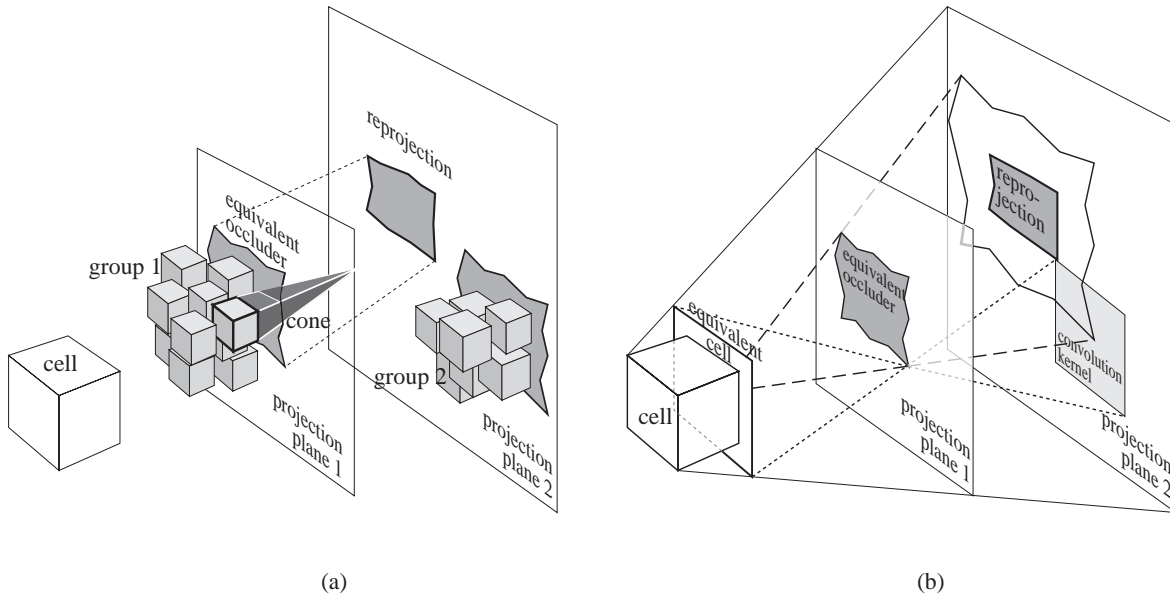 reprojection
equivalent
occluder
group 1
cone
cell
group 2
projection
plane 1
projection
plane 2
(a)
repro-
jection
equivalent
occluder
equivalent
cell
convolution
kernel
cell
projection
plane 1
projection
plane 2
(b)